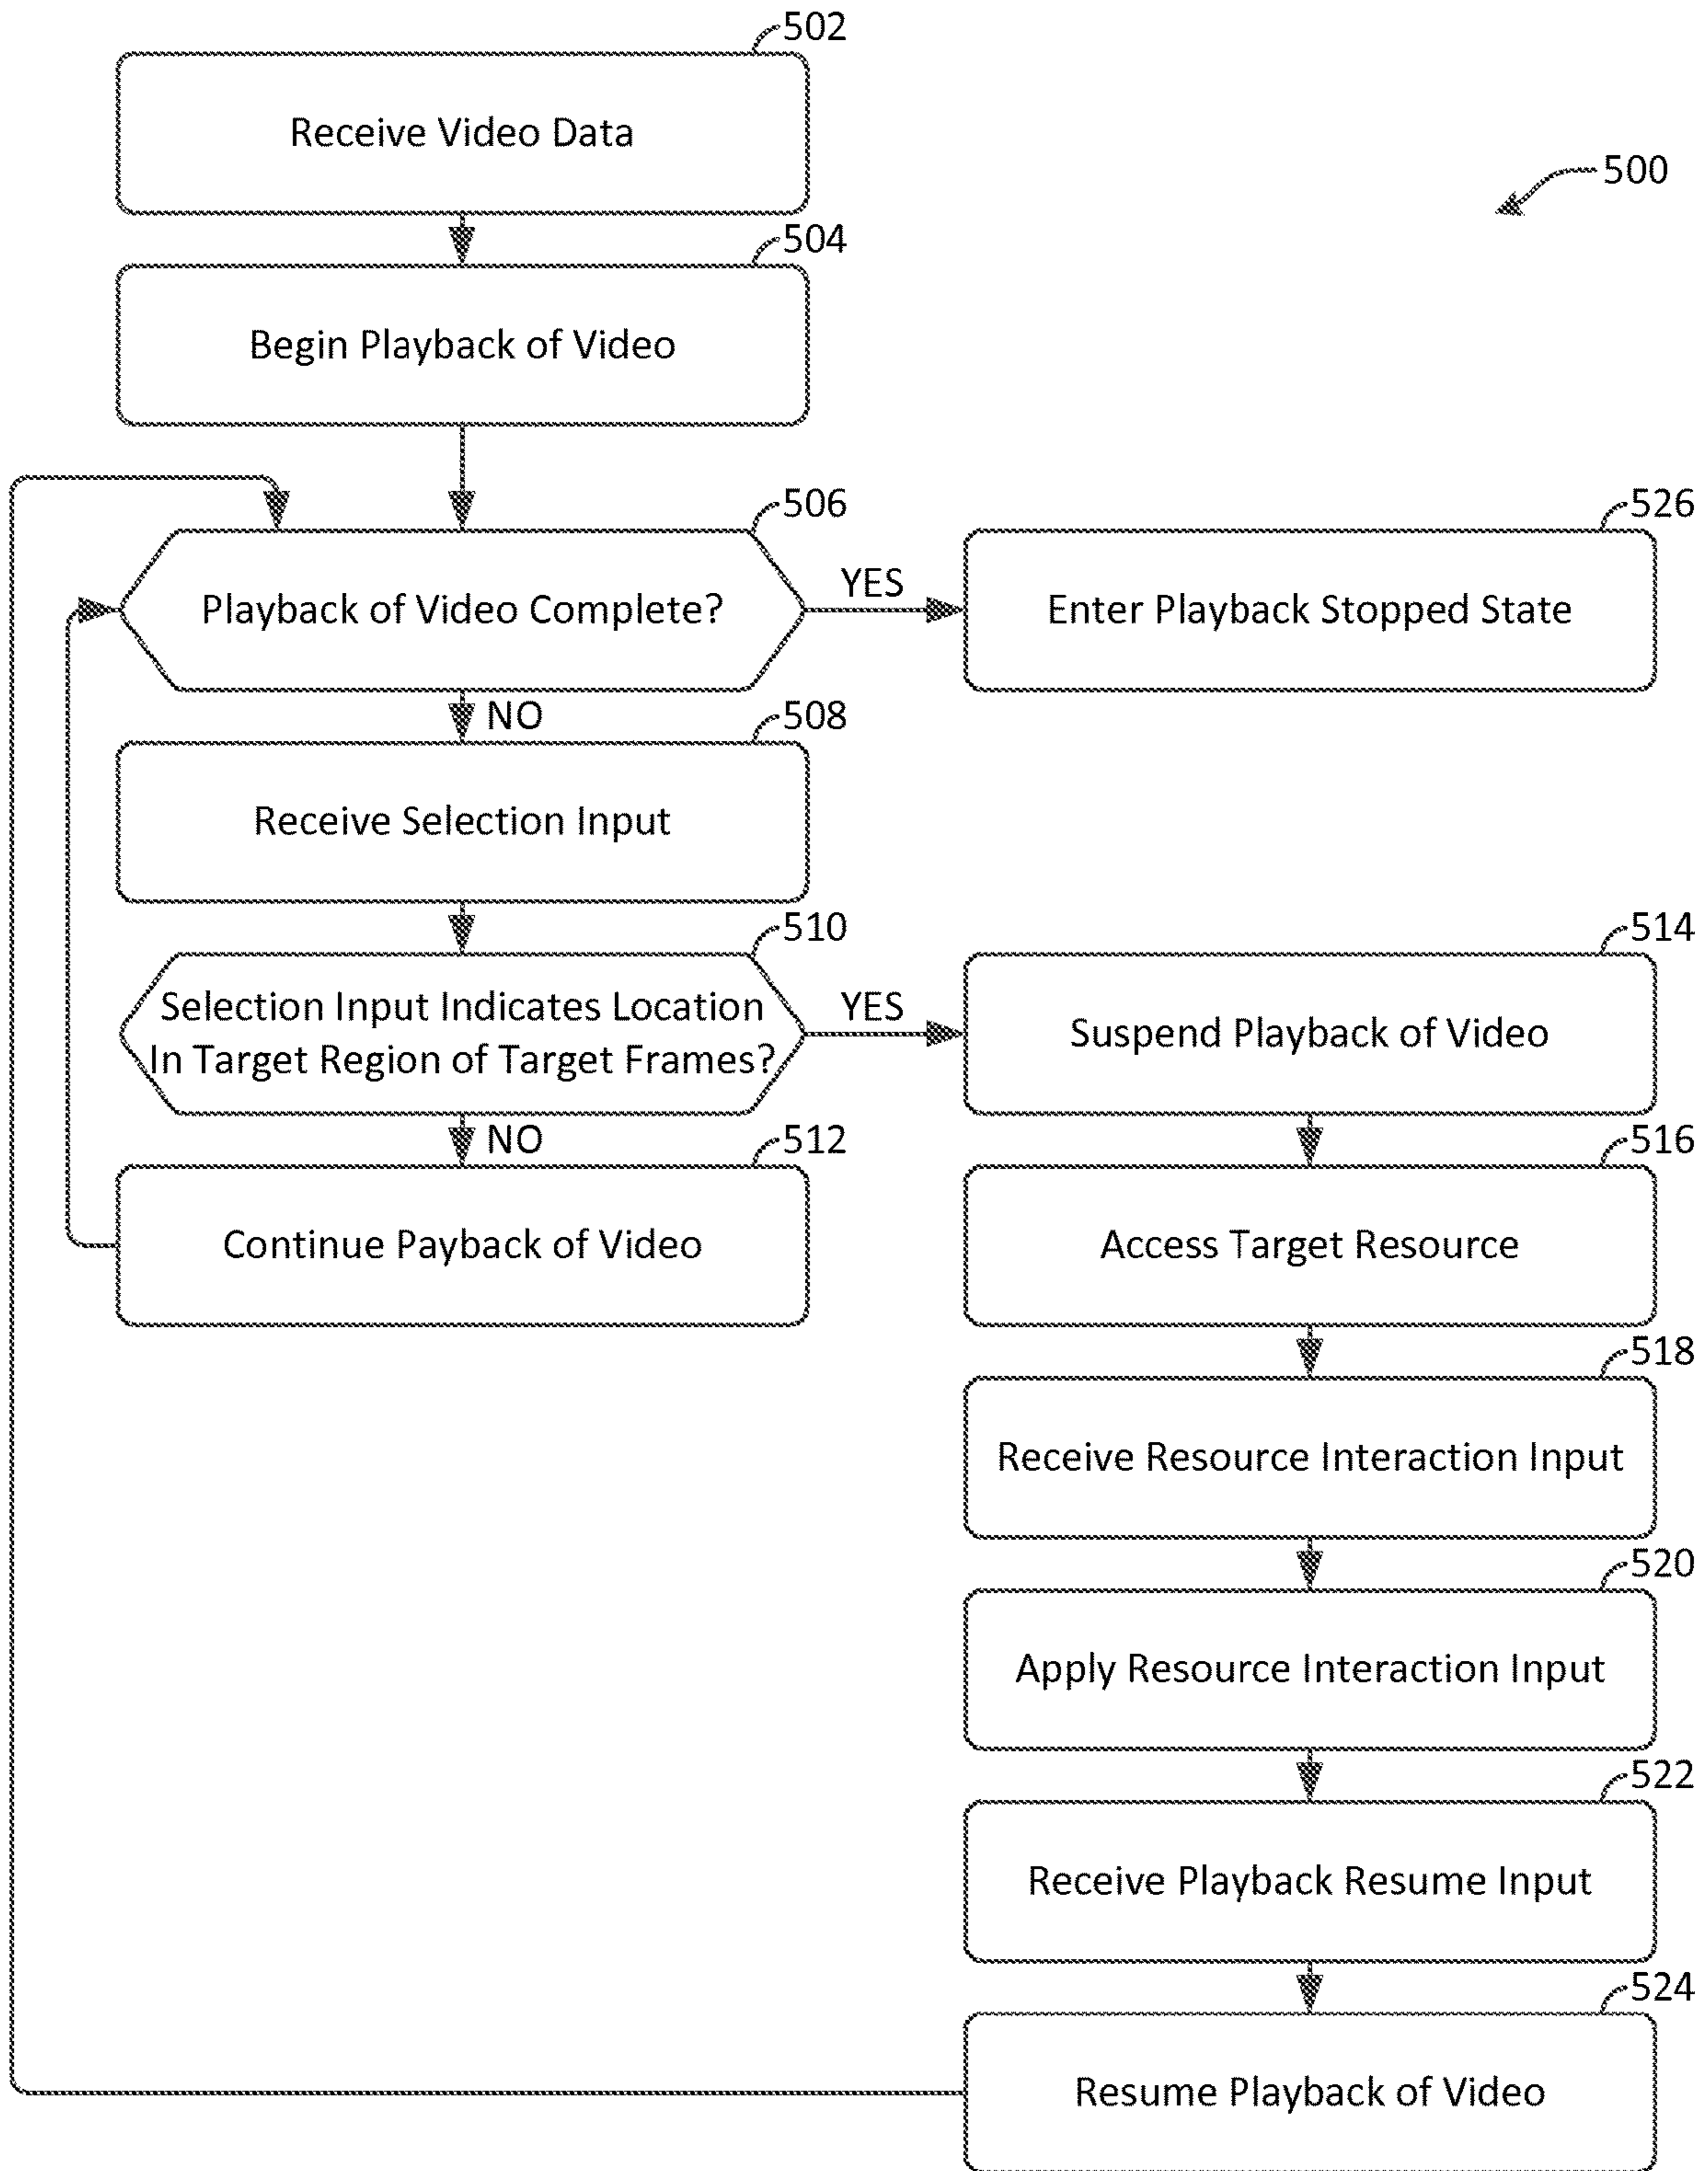 502
Receive Video Data
500
504
Begin Playback of Video
506
Playback of Video Complete?
YES
526
Enter Playback Stopped State
NO
508
Receive Selection Input
510
Selection Input Indicates Location
In Target Region of Target Frames?
YES
514
Suspend Playback of Video
NO
512
Continue Payback of Video
516
Access Target Resource
518
Receive Resource Interaction Input
520
Apply Resource Interaction Input
522
Receive Playback Resume Input
524
Resume Playback of Video